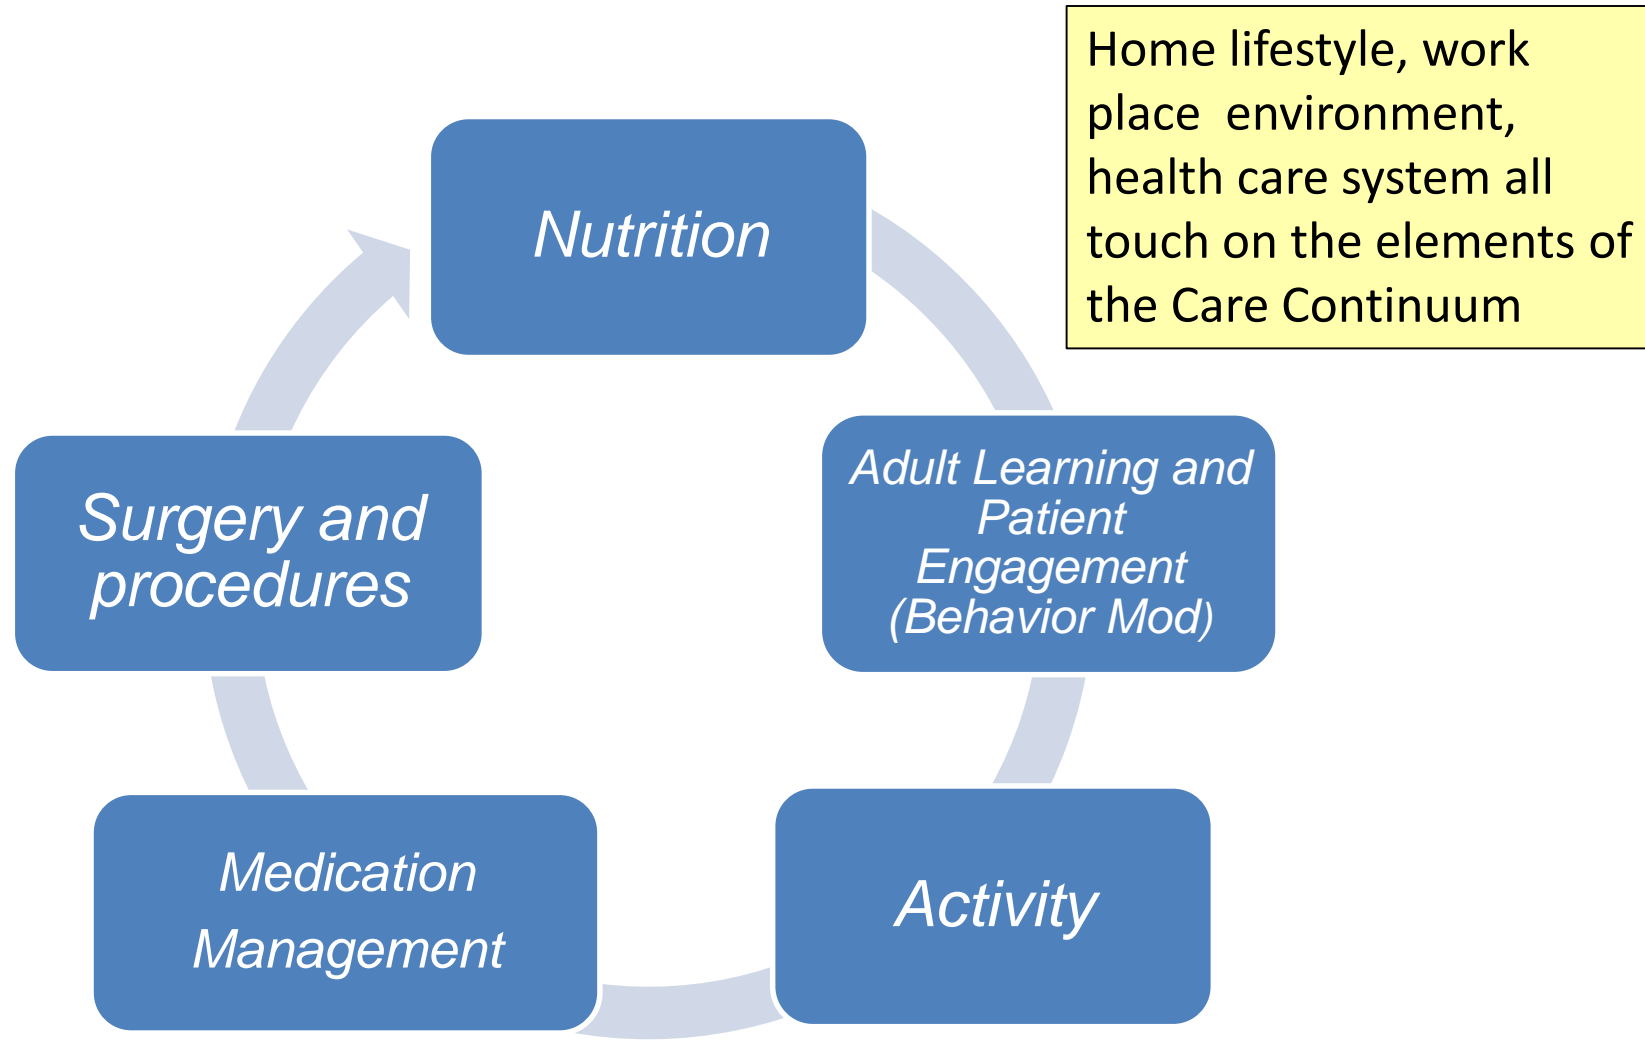 Home lifestyle, work
place  environment,
health care system all
touch on the elements of
the Care Continuum
Nutrition
Adult Learning and
Patient
Engagement
(Behavior Mod)
Activity
Medication
Management
Surgery and
procedures